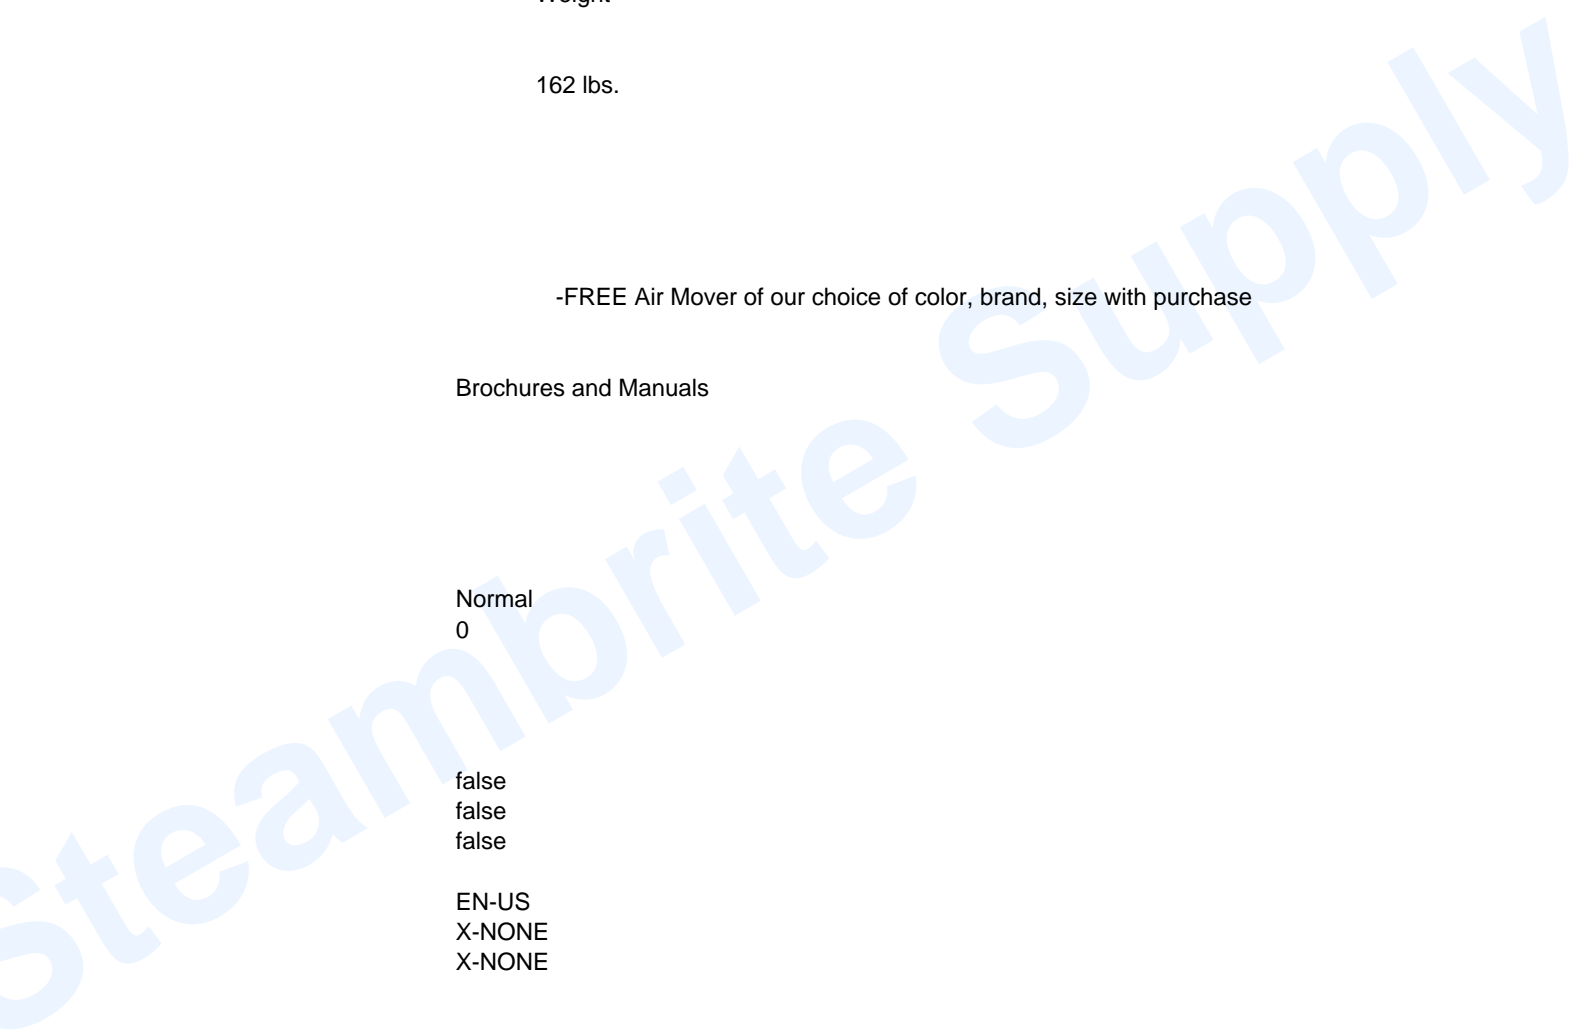 Weight
162 lbs.
-FREE Air Mover of our choice of color, brand, size with purchase
Brochures and Manuals
Normal
0
false
false
false
EN-US
X-NONE
X-NONE
Steambrite Supply